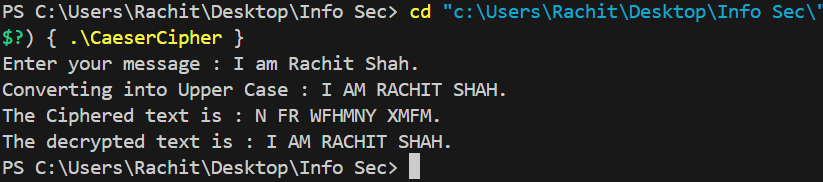 PS C:\Users\Rachit\Desktop\Info Sec> cd "c:\Users\Rachit\Desktop\Info Sec\"
$?) { .\CaeserCipher }
Enter your message : I am Rachit Shah.
Converting into Upper Case : I AM RACHIT SHAH.
The Ciphered text is : N FR WFHMNY XMFM.
The decrypted text is : I AM RACHIT SHAH.
PS C:\Users\Rachit\Desktop\Info Sec>